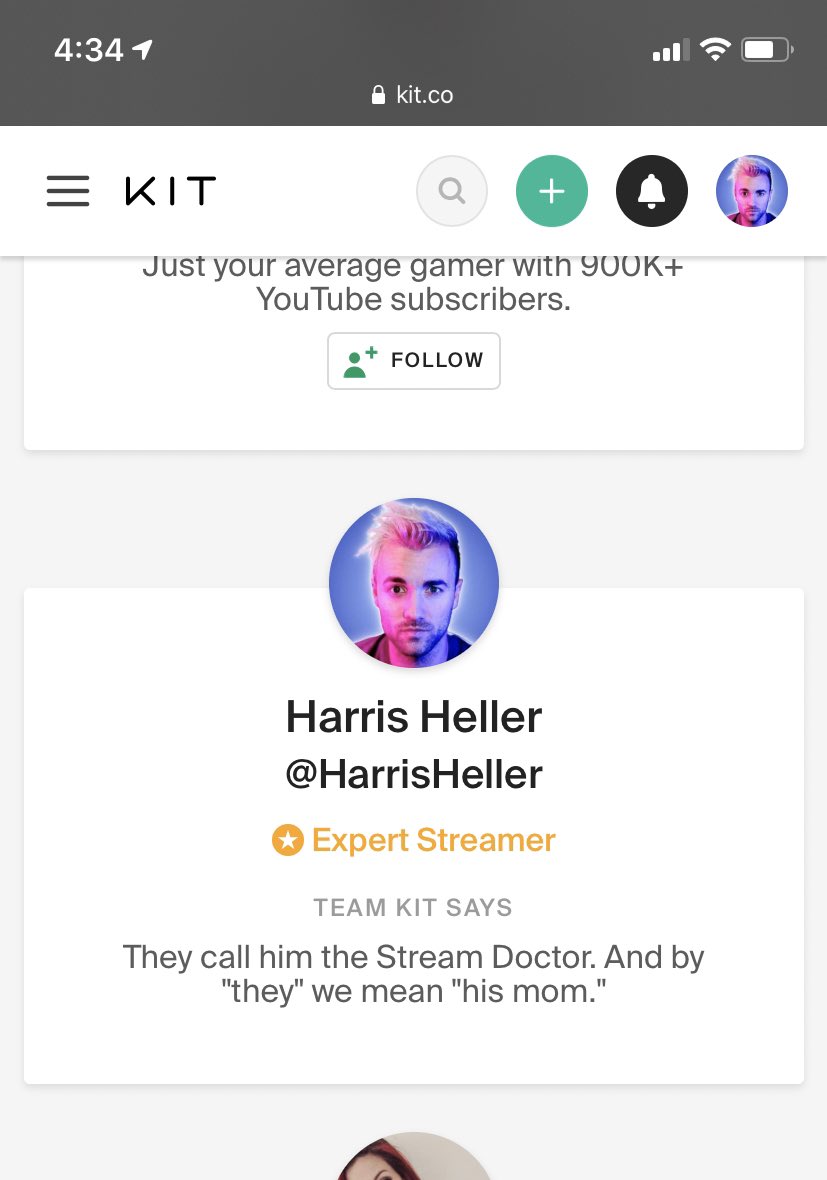 4:34
kit.co
KIT
Just your average gamer with 900K+
YouTube subscribers.
FOLLOW
Harris Heller
@HarrisHeller
Expert Streamer
TEAM KIT SAYS
They call him the Stream Doctor. And by
"they" we mean "his mom."